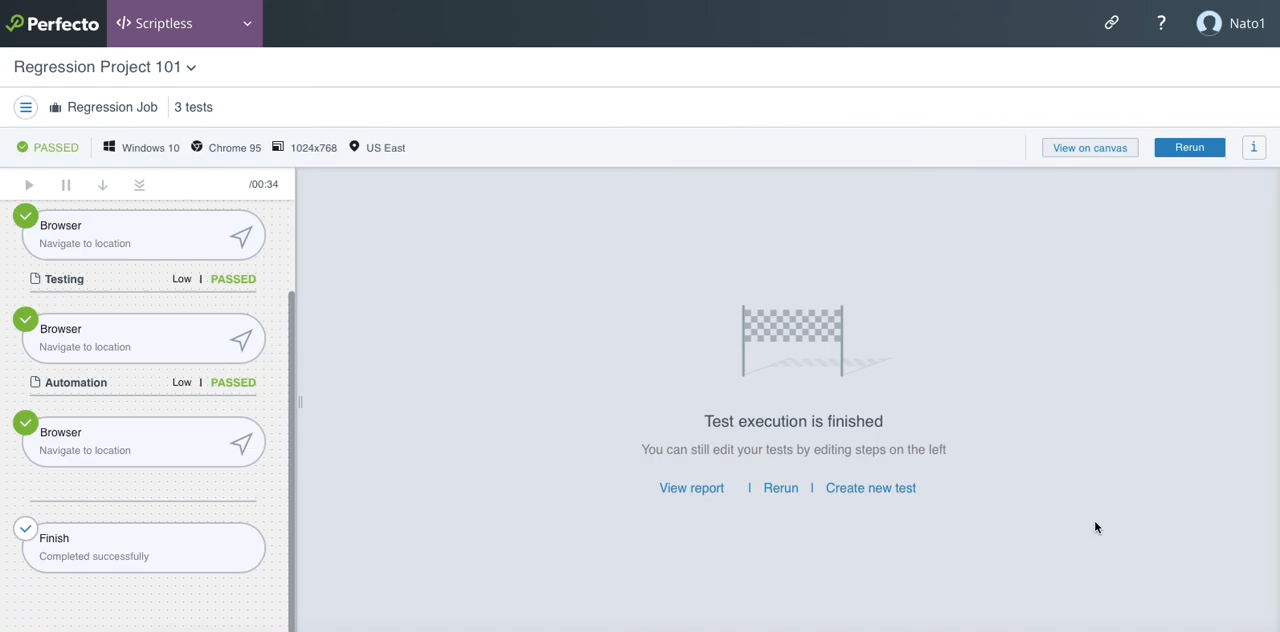 Perfecto
</> Scriptless
?
Nato1
Regression Project 101
Regression Job
3 tests
PASSED
Windows 10
Chrome 95
1024x768
US East
View on canvas
Rerun
i
/00:34
Browser
Navigate to location
Testing Low | PASSED
Browser
Navigate to location
Automation Low | PASSED
Browser
Navigate to location
Finish
Completed successfully
Test execution is finished
You can still edit your tests by editing steps on the left
View report | Rerun | Create new test